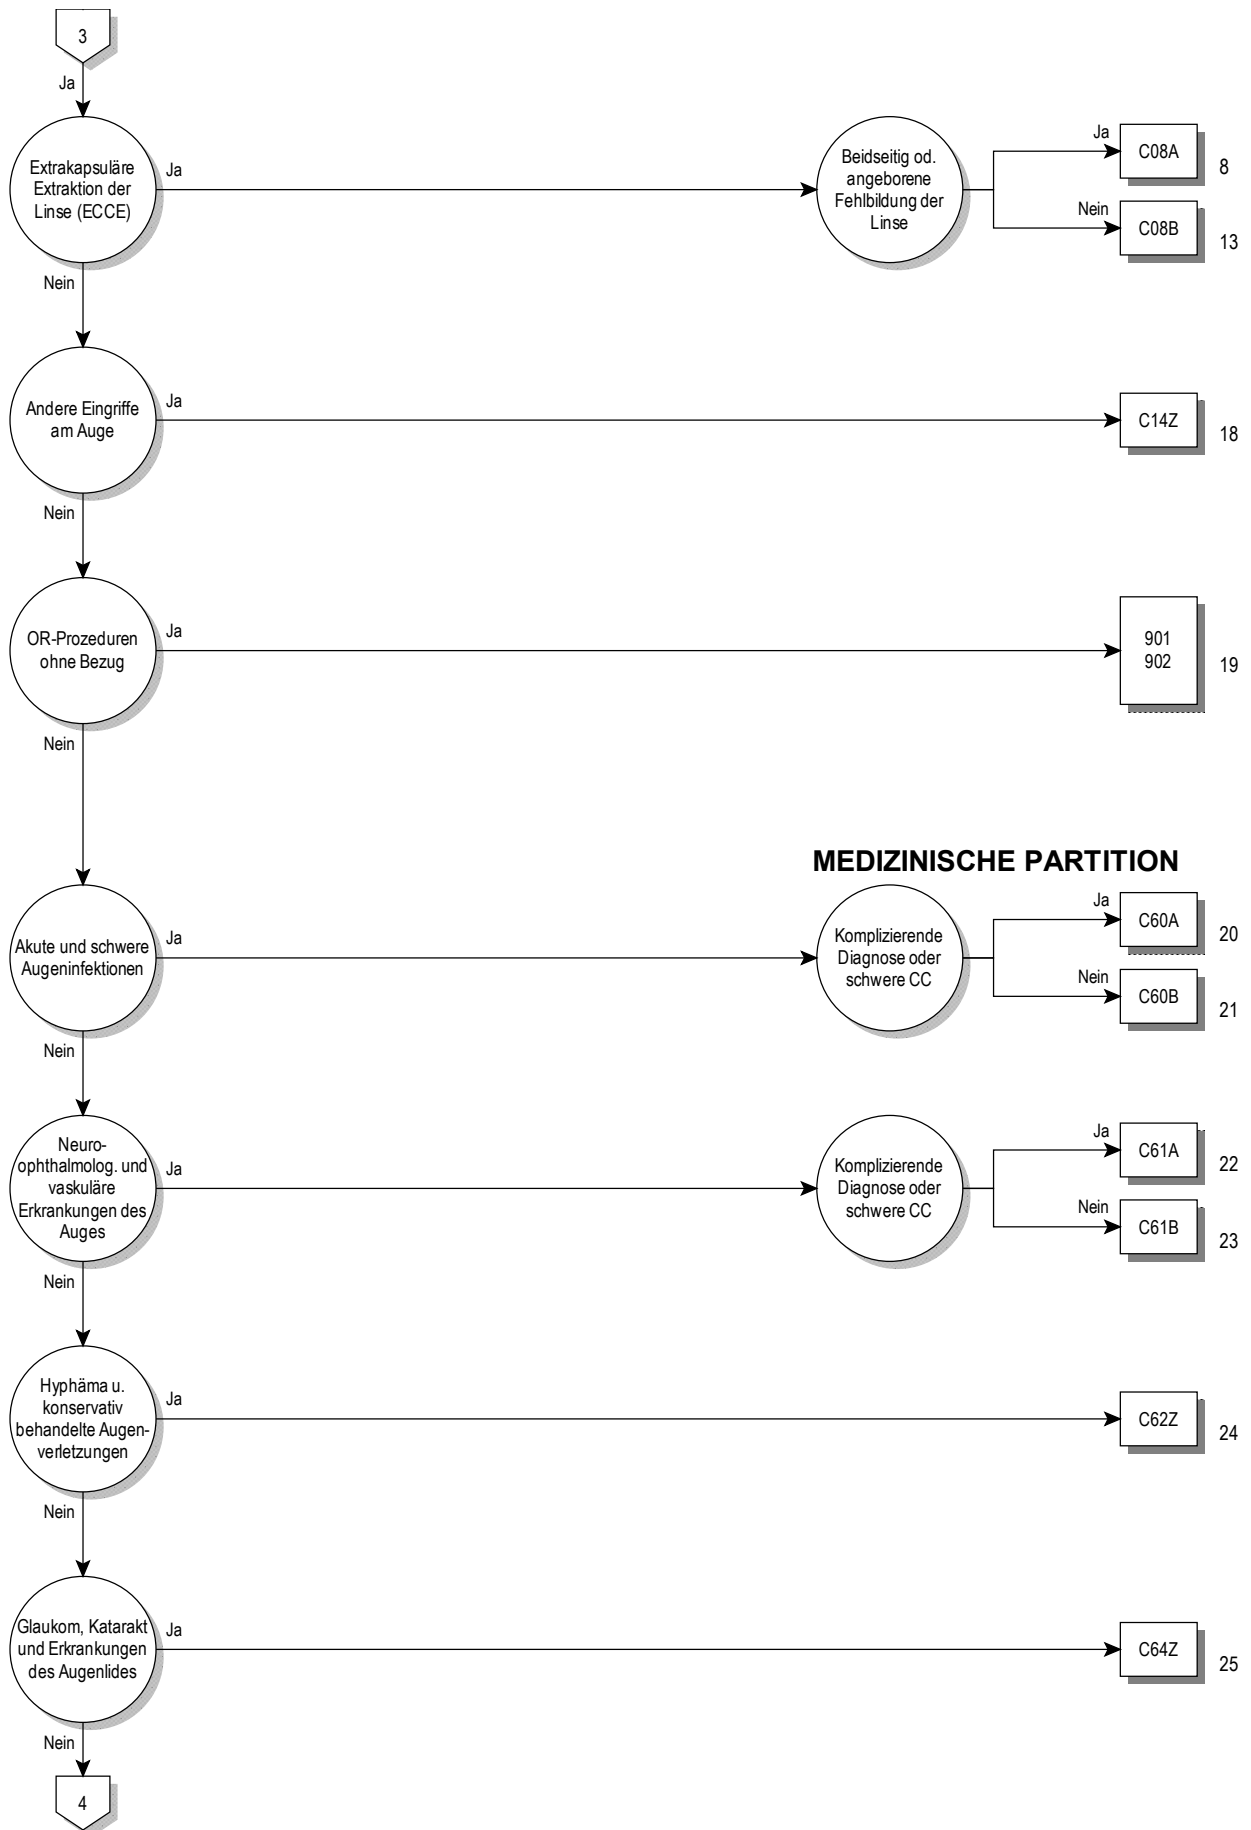 3
Ja
Extrakapsuläre
Extraktion der
Linse (ECCE)
Ja
Beidseitig od.
angeborene
Fehlbildung der
Linse
Ja
C08A
8
Nein
C08B
13
Nein
Andere Eingriffe
am Auge
Ja
C14Z
18
Nein
OR-Prozeduren
ohne Bezug
Ja
901
902
19
Nein
MEDIZINISCHE PARTITION
Akute und schwere
Augeninfektionen
Ja
Komplizierende
Diagnose oder
schwere CC
Ja
C60A
20
Nein
C60B
21
Nein
Neuro-
ophthalmolog. und
vaskuläre
Erkrankungen des
Auges
Ja
Komplizierende
Diagnose oder
schwere CC
Ja
C61A
22
Nein
C61B
23
Nein
Hyphäma u.
konservativ
behandelte Augen-
verletzungen
Ja
C62Z
24
Nein
Glaukom, Katarakt
und Erkrankungen
des Augenlides
Ja
C64Z
25
Nein
4